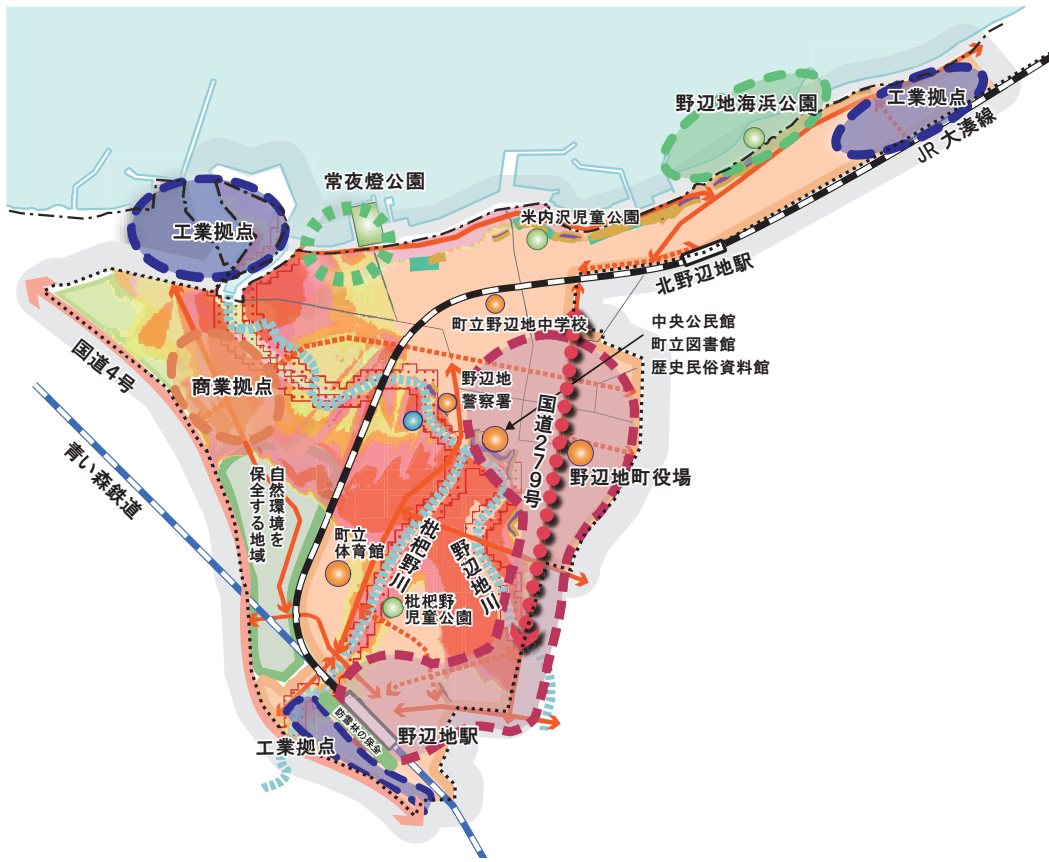 野辺地海浜公園
工業拠点
JR 大湊線
常夜燈公園
米内沢児童公園
工業拠点
北野辺地駅
町立野辺地中学校
中央公民館
町立図書館
歴史民俗資料館
国道4号
商業拠点
野辺地
警察署
国道279号
青い森鉄道
野辺地町役場
自然環境を
保全する地域
町立
体育館
枇杷野川
野辺地川
枇杷野
児童公園
防雪林の保全
野辺地駅
工業拠点